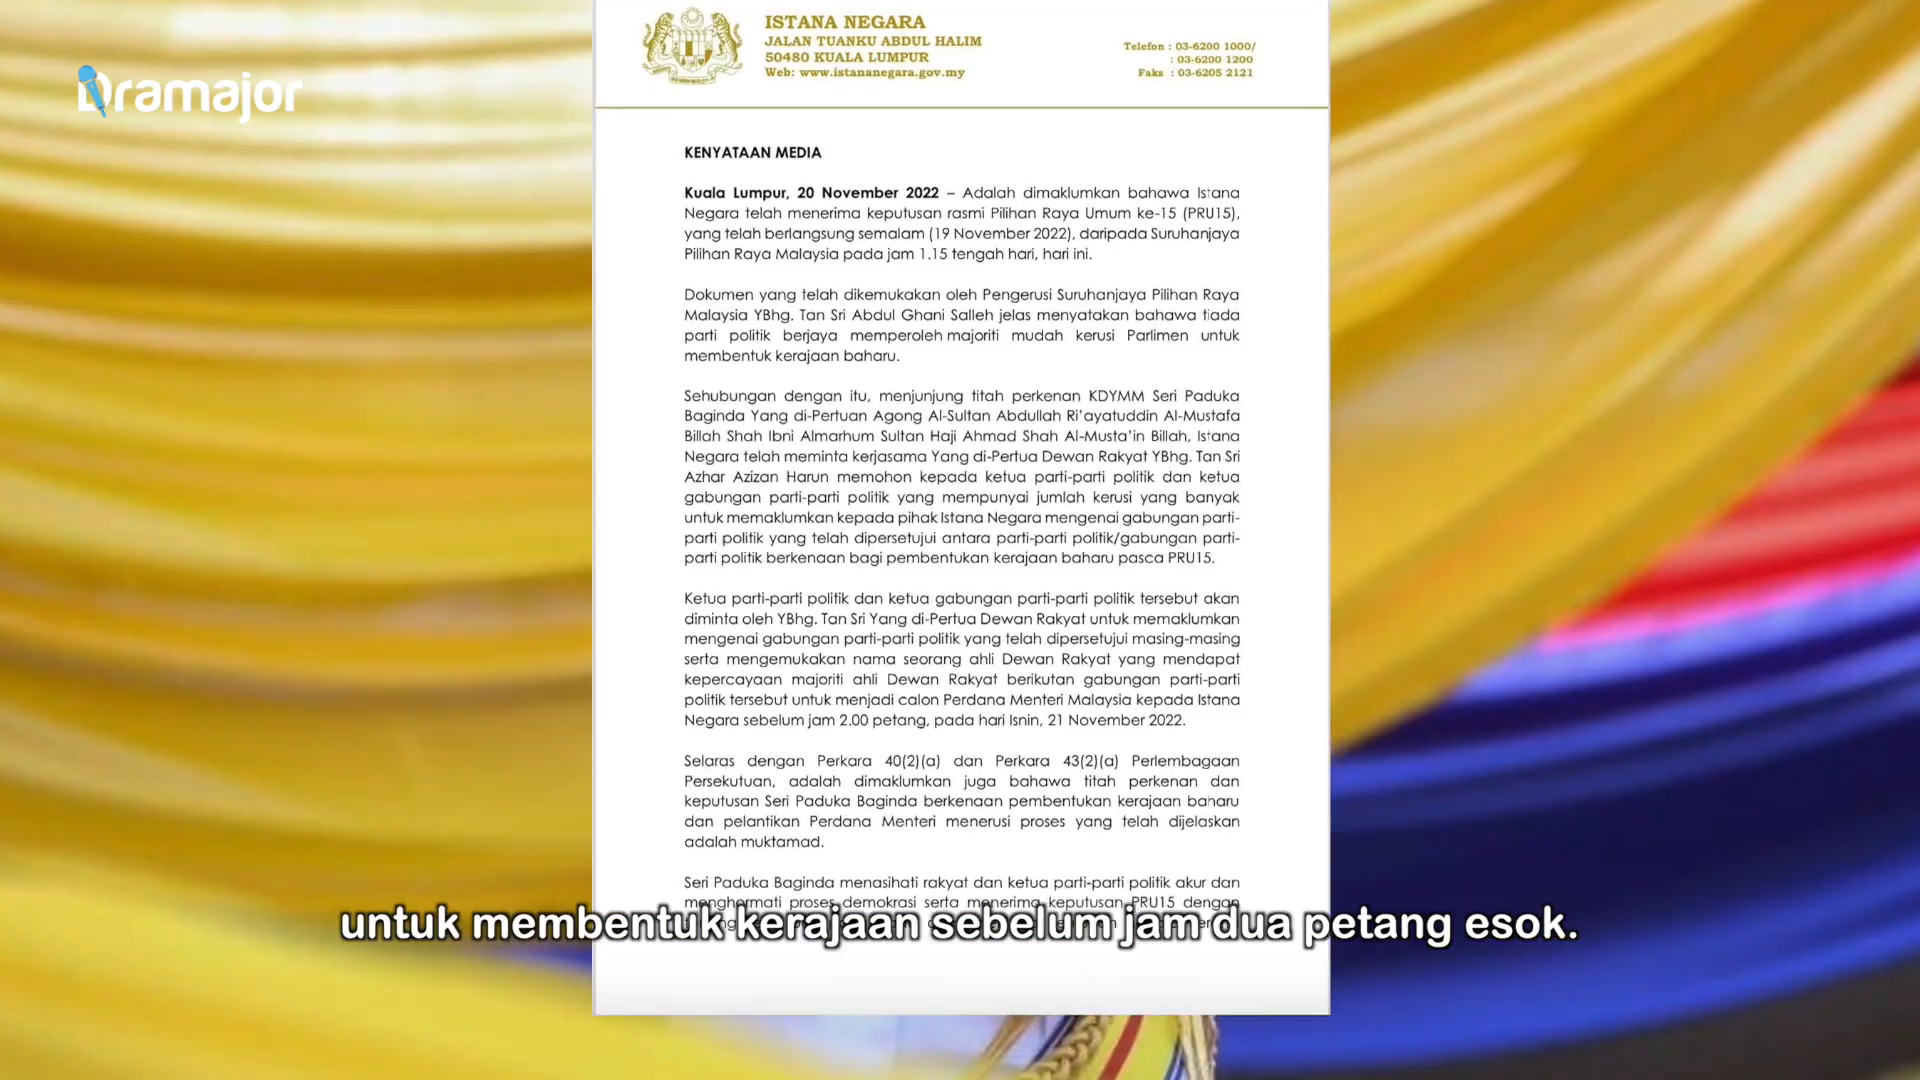 Dramajor
ISTANA NEGARA
JALAN TUANKU ABDUL HALIM
50480 KUALA LUMPUR
Web: www.istananegara.gov.my
Telefon : 03-6200 1000/
: 03-6200 1200
Faks : 03-6205 2121
KENYATAAN MEDIA
Kuala Lumpur, 20 November 2022 – Adalah dimaklumkan bahawa Istana
Negara telah menerima keputusan rasmi Pilihan Raya Umum ke-15 (PRU15),
yang telah berlangsung semalam (19 November 2022), daripada Suruhanjaya
Pilihan Raya Malaysia pada jam 1.15 tengah hari, hari ini.
Dokumen yang telah dikemukakan oleh Pengerusi Suruhanjaya Pilihan Raya
Malaysia YBhg. Tan Sri Abdul Ghani Salleh jelas menyatakan bahawa tiada
parti politik berjaya memperoleh majoriti mudah kerusi Parlimen untuk
membentuk kerajaan baharu.
Sehubungan dengan itu, menjunjung titah perkenan KDYMM Seri Paduka
Baginda Yang di-Pertuan Agong Al-Sultan Abdullah Ri'ayatuddin Al-Mustafa
Billah Shah Ibni Almarhum Sultan Haji Ahmad Shah Al-Musta'in Billah, Istana
Negara telah meminta kerjasama Yang di-Pertua Dewan Rakyat YBhg. Tan Sri
Azhar Azizan Harun memohon kepada ketua parti-parti politik dan ketua
gabungan parti-parti politik yang mempunyai jumlah kerusi yang banyak
untuk memaklumkan kepada pihak Istana Negara mengenai gabungan parti-
parti politik yang telah dipersetujui antara parti-parti politik/gabungan parti-
parti politik berkenaan bagi pembentukan kerajaan baharu pasca PRU15.
Ketua parti-parti politik dan ketua gabungan parti-parti politik tersebut akan
diminta oleh YBhg. Tan Sri Yang di-Pertua Dewan Rakyat untuk memaklumkan
mengenai gabungan parti-parti politik yang telah dipersetujui masing-masing
serta mengemukakan nama seorang ahli Dewan Rakyat yang mendapat
kepercayaan majoriti ahli Dewan Rakyat berikutan gabungan parti-parti
politik tersebut untuk menjadi calon Perdana Menteri Malaysia kepada Istana
Negara sebelum jam 2.00 petang, pada hari Isnin, 21 November 2022.
Selaras dengan Perkara 40(2)(a) dan Perkara 43(2)(a) Perlembagaan
Persekutuan, adalah dimaklumkan juga bahawa titah perkenan dan
keputusan Seri Paduka Baginda berkenaan pembentukan kerajaan baharu
dan pelantikan Perdana Menteri menerusi proses yang telah dijelaskan
adalah muktamad.
Seri Paduka Baginda menasihati rakyat dan ketua parti-parti politik akur dan
menghormati proses demokrasi serta menerima keputusan PRU15 dengan
untuk membentuk kerajaan sebelum jam dua petang esok.